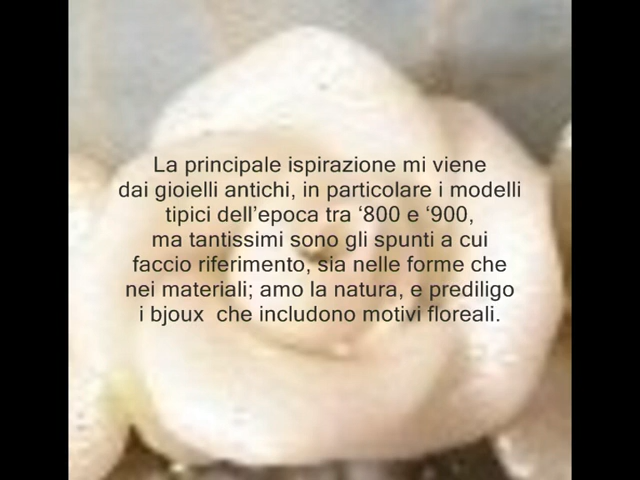 La principale ispirazione mi viene
dai gioielli antichi, in particolare i modelli
tipici dell’epoca tra ‘800 e ‘900,
ma tantissimi sono gli spunti a cui
faccio riferimento, sia nelle forme che
nei materiali; amo la natura, e prediligo
i bjoux  che includono motivi floreali.